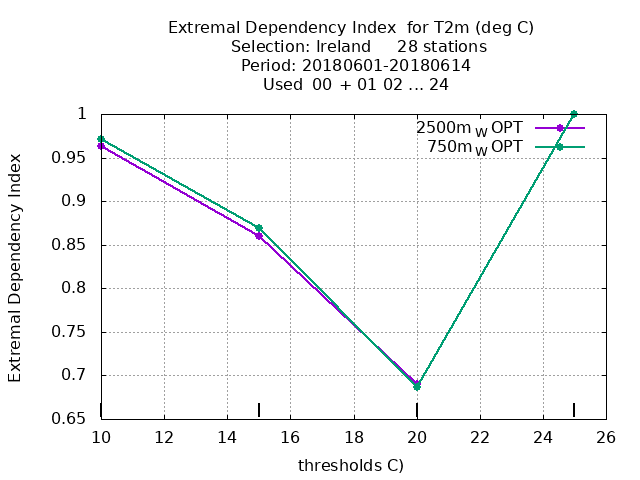 Extremal Dependency Index for T2m (deg C)
Selection: Ireland 28 stations
Period: 20180601-20180614
Used 00 + 01 02 ... 24
2500m W OPT
750m W OPT
1
0.95
0.9
0.85
0.8
0.75
0.7
0.65
Extremal Dependency Index
10 12 14 16 18 20 22 24 26
thresholds C)